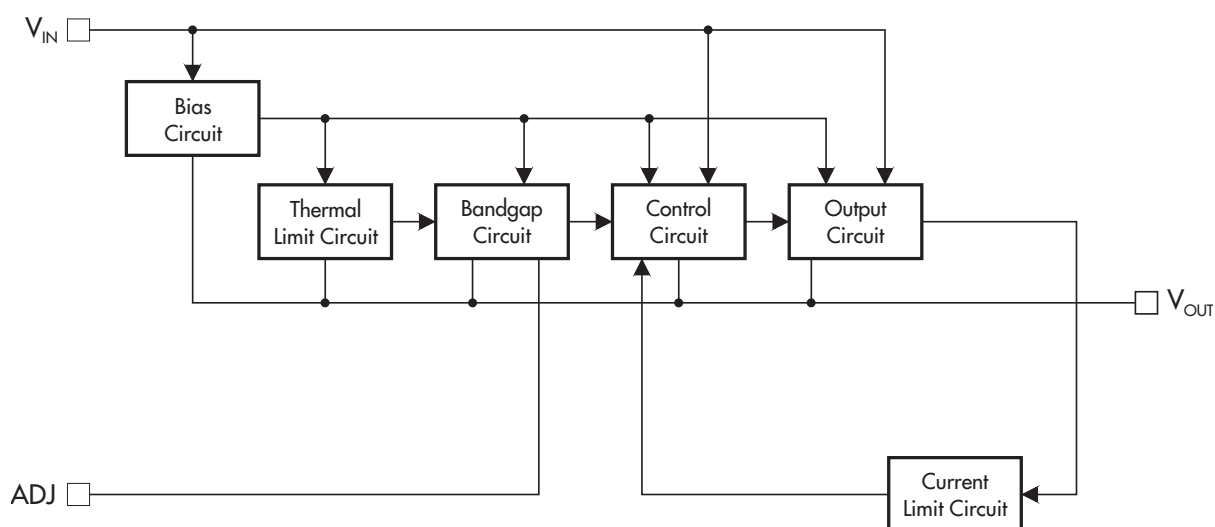 VIN
Bias
Circuit
Thermal
Limit Circuit
Bandgap
Circuit
Control
Circuit
Output
Circuit
VOUT
ADJ
Current
Limit Circuit